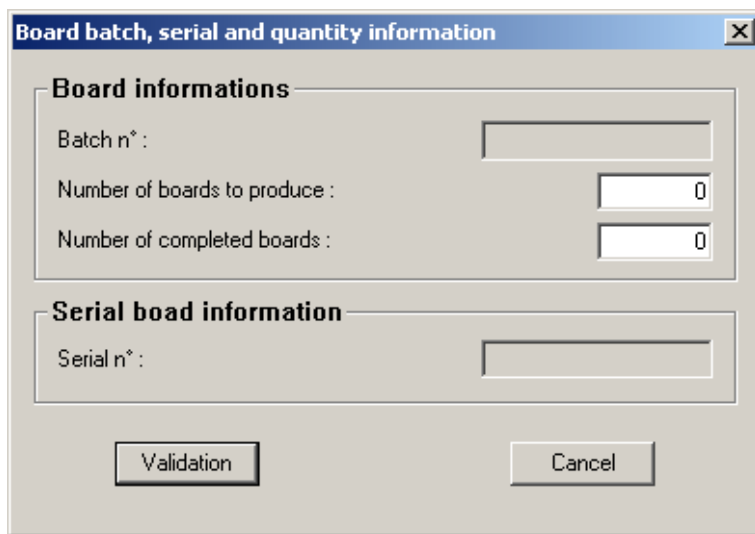 Board batch, serial and quantity information
Board informations
Batch n° :
Number of boards to produce : 0
Number of completed boards : 0
Serial boad information
Serial n° :
Validation Cancel